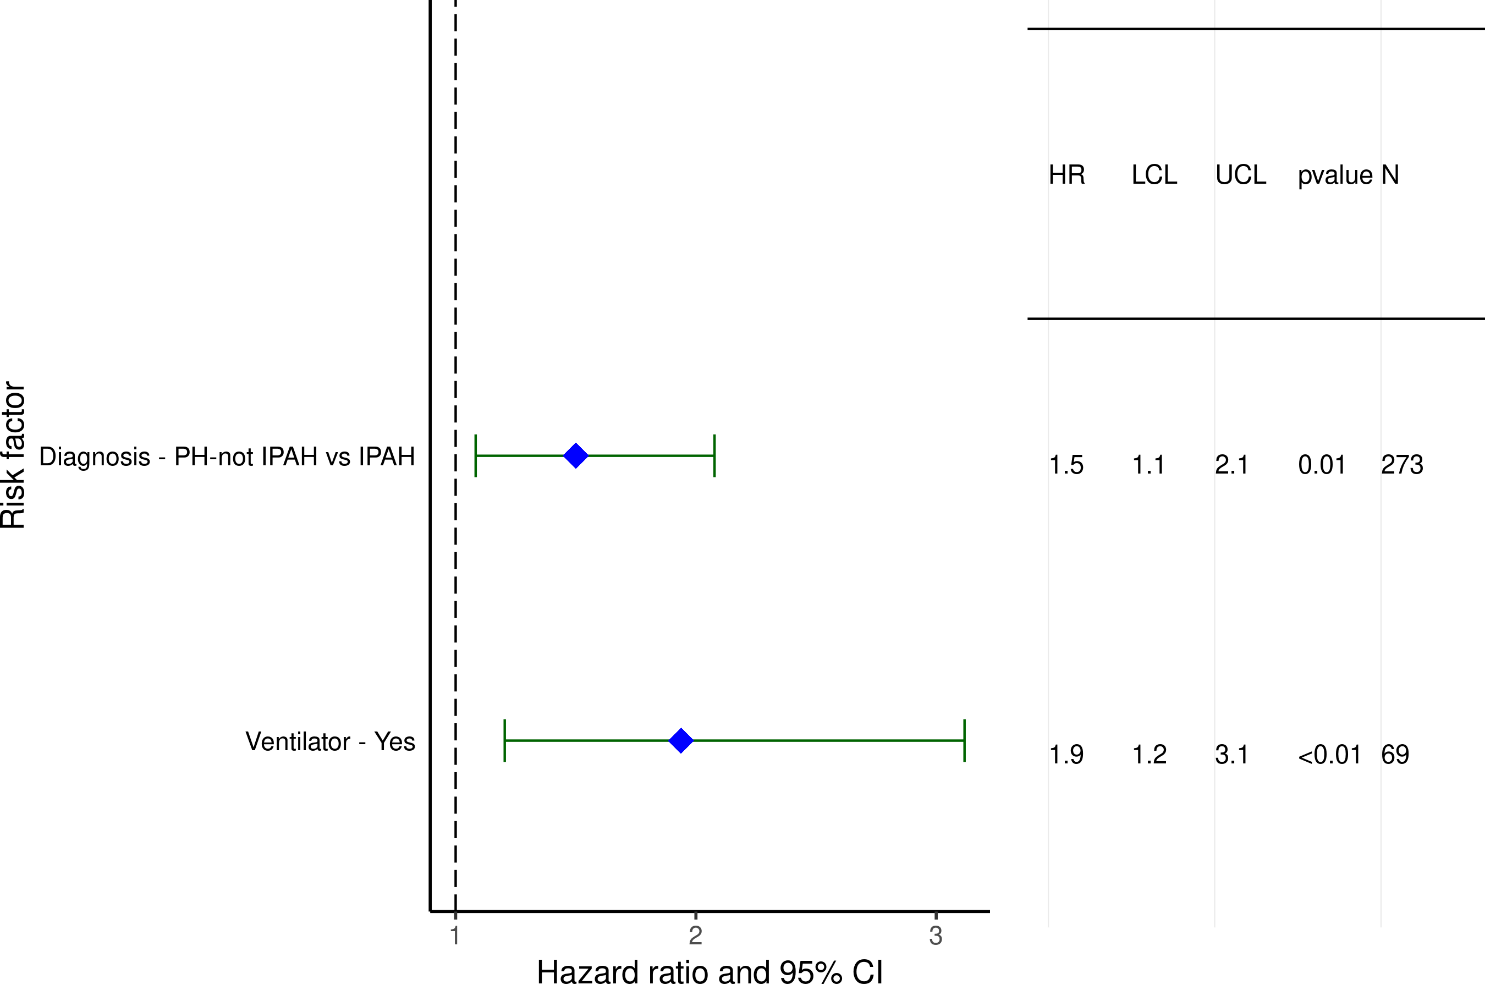 HR LCL UCL pvalue N
Risk factor
Diagnosis - PH-not IPAH vs IPAH
1.5 1.1 2.1 0.01 273
Ventilator - Yes
1.9 1.2 3.1 <0.01 69
1 2 3
Hazard ratio and 95% CI